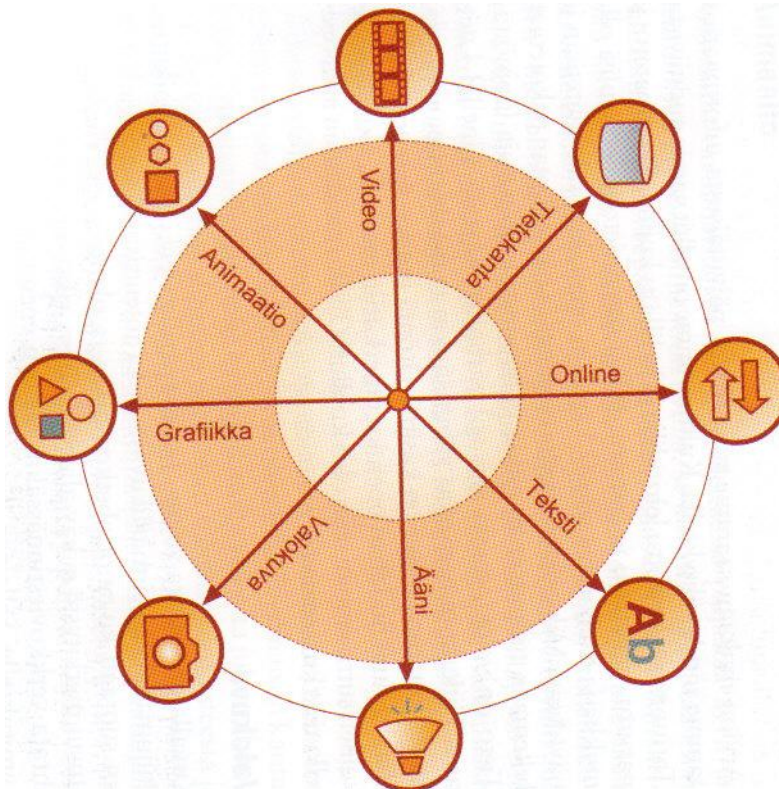 Video
Tietokanta
Online
Teksti
Ab
Ääni
Valokuva
Grafiikka
Animaatio